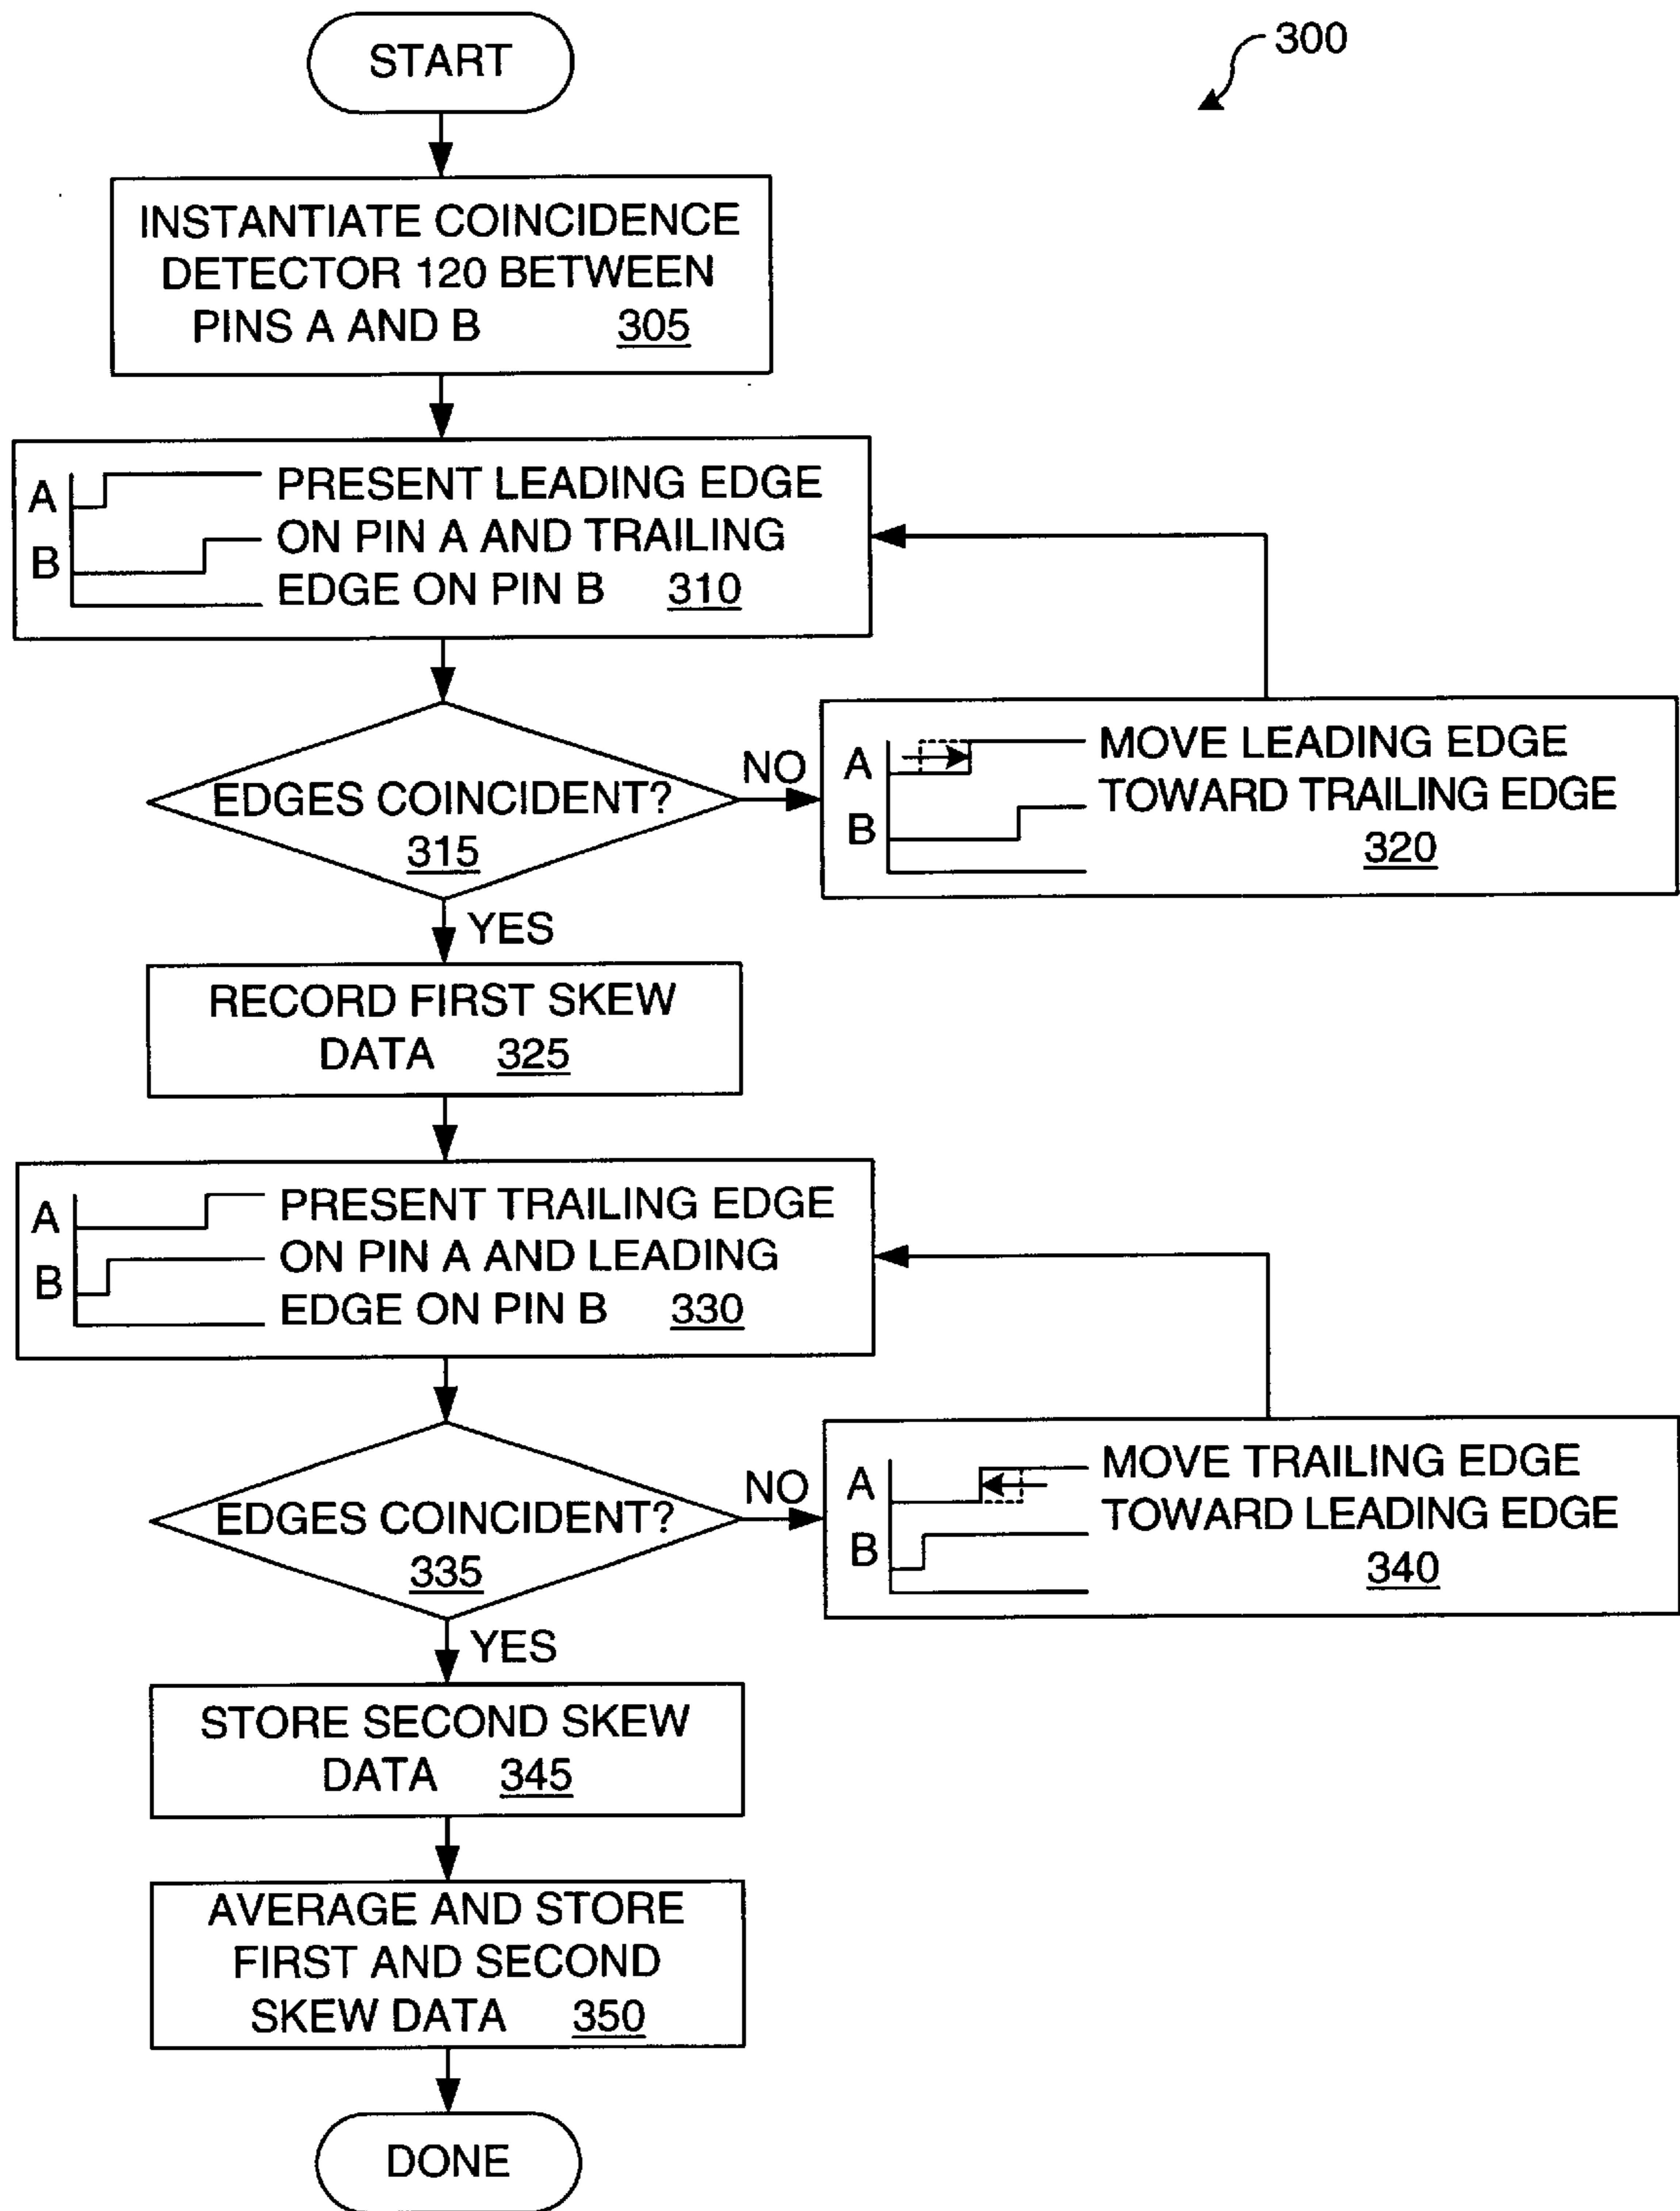 START
300
INSTANTIATE COINCIDENCE
DETECTOR 120 BETWEEN
PINS A AND B 305
A PRESENT LEADING EDGE
B ON PIN A AND TRAILING
EDGE ON PIN B 310
EDGES COINCIDENT?
315
NO
A MOVE LEADING EDGE
TOWARD TRAILING EDGE
B 320
YES
RECORD FIRST SKEW
DATA 325
A PRESENT TRAILING EDGE
B ON PIN A AND LEADING
EDGE ON PIN B 330
EDGES COINCIDENT?
335
NO
A MOVE TRAILING EDGE
TOWARD LEADING EDGE
B 340
YES
STORE SECOND SKEW
DATA 345
AVERAGE AND STORE
FIRST AND SECOND
SKEW DATA 350
DONE